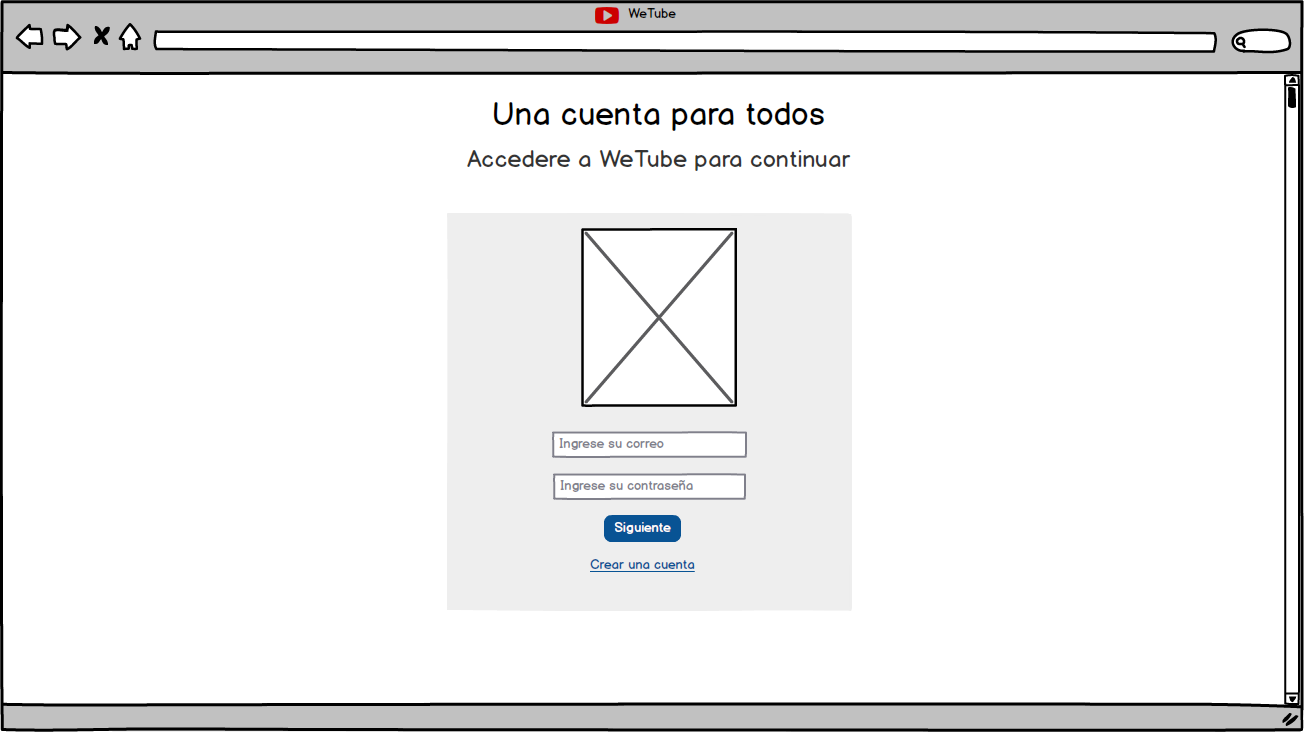 WeTube
Una cuenta para todos
Accedere a WeTube para continuar
Ingrese su correo
Ingrese su contraseña
Siguiente
Crear una cuenta